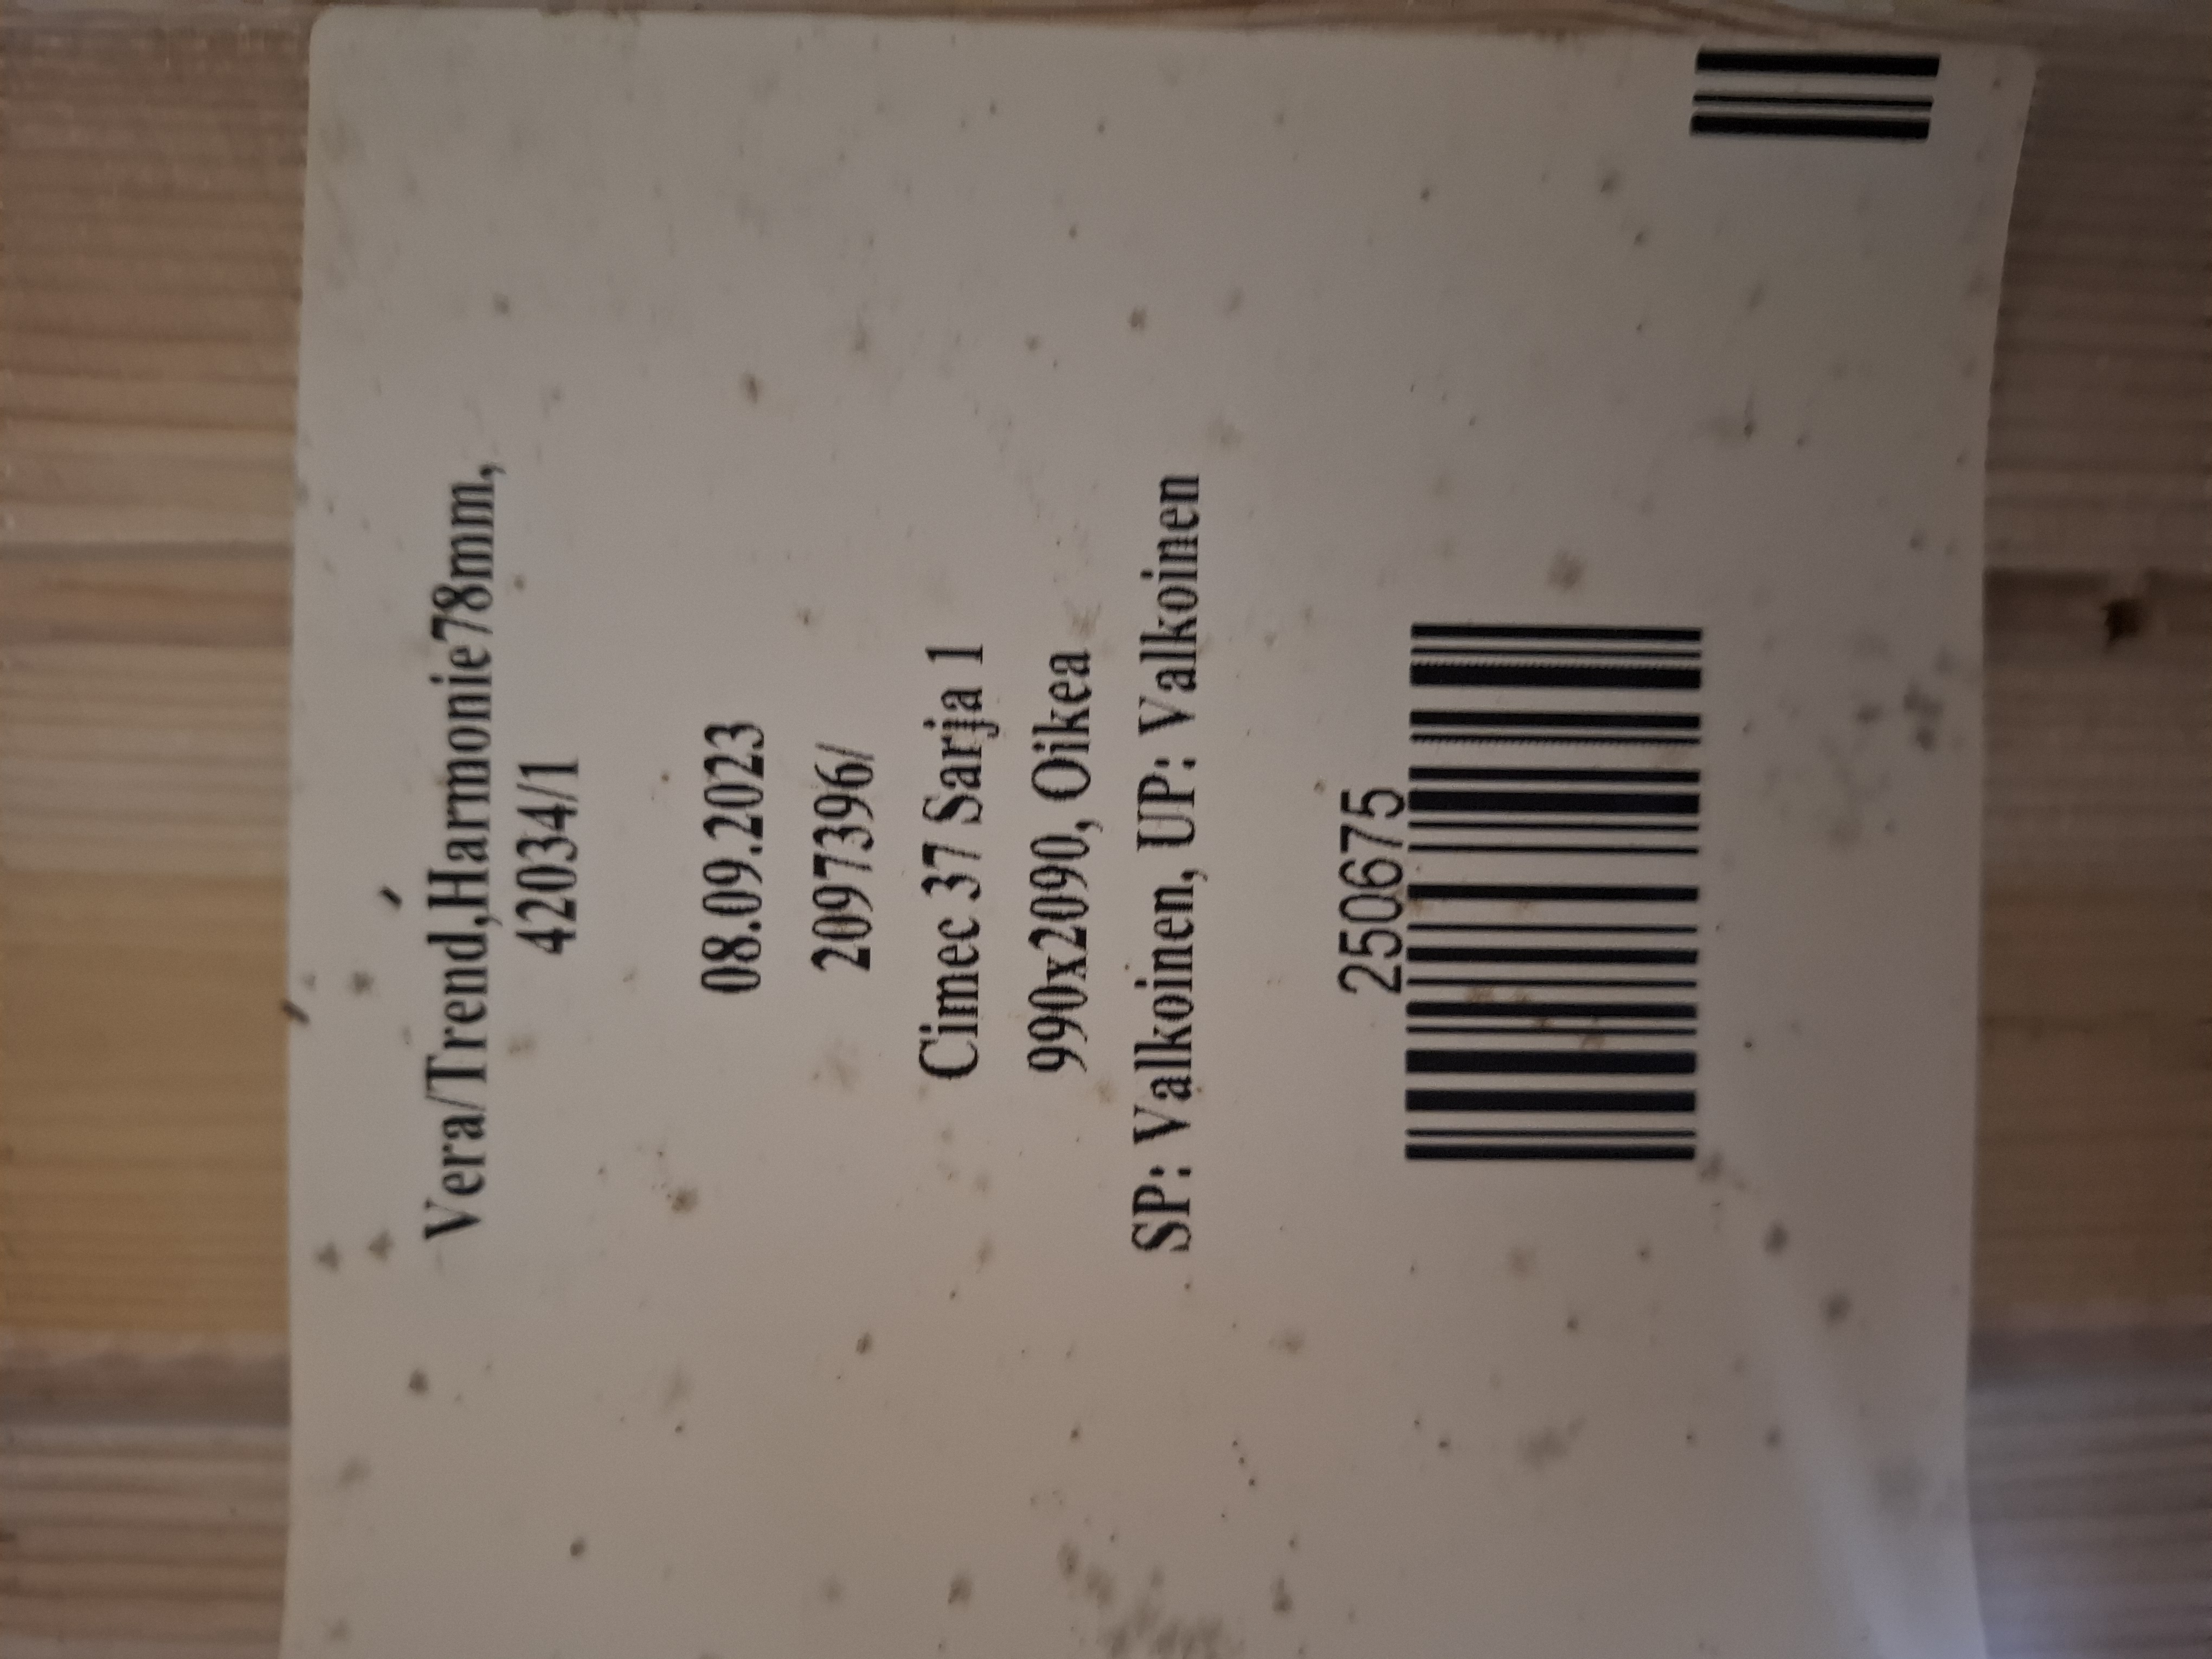 Vera/Trend,Harmonie78mm,
42034/1
08.09.2023
2097396/
Cimec 37 Sarja 1
990x2090, Oikea
SP: Valkoinen, UP: Valkoinen
250675